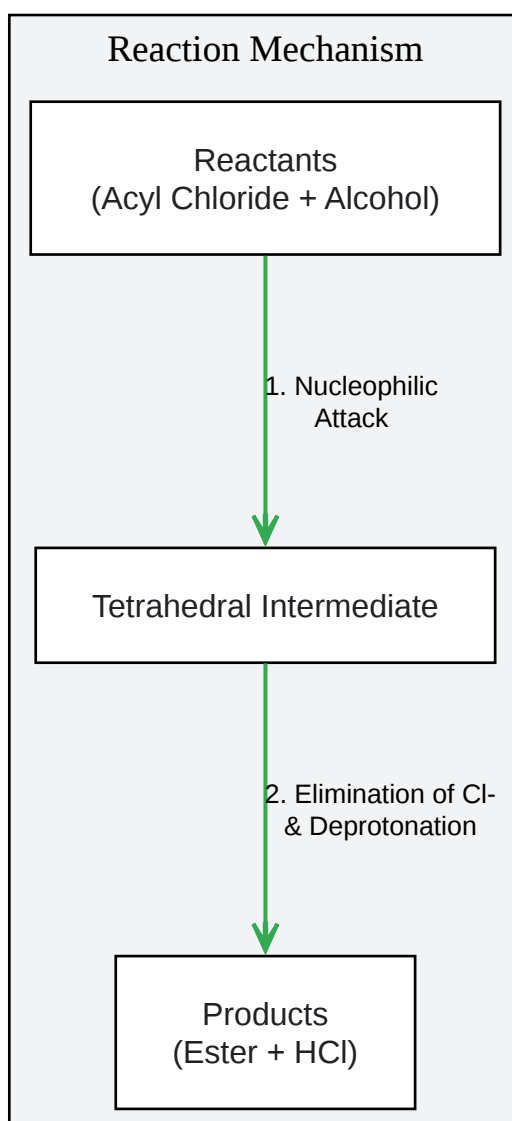 Reaction Mechanism
Reactants
(Acyl Chloride + Alcohol)
1. Nucleophilic
Attack
Tetrahedral Intermediate
2. Elimination of Cl-
& Deprotonation
Products
(Ester + HCl)